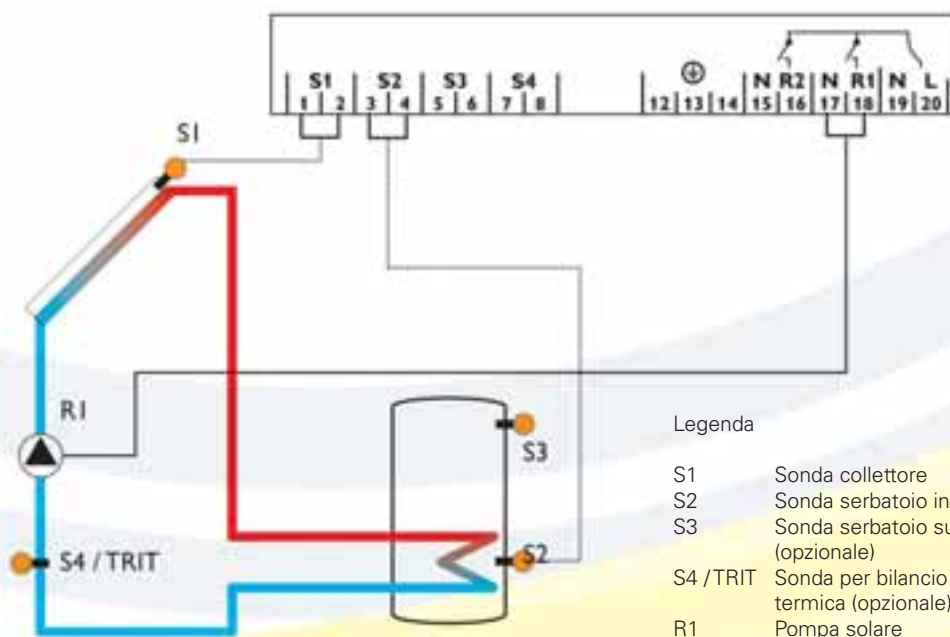 S1 S2 S3 S4 N R2 N R1 N L
1 2 3 4 5 6 7 8 12 13 14 15 16 17 18 19 20
S1
R1
S3
S2
S4 / TRIT
Legenda
S1 Sonda collettore
S2 Sonda serbatoio
S3 Sonda serbatoio
(opzionale)
S4 / TRIT Sonda per bilancio
termica (opzionale)
R1 Pompa solare